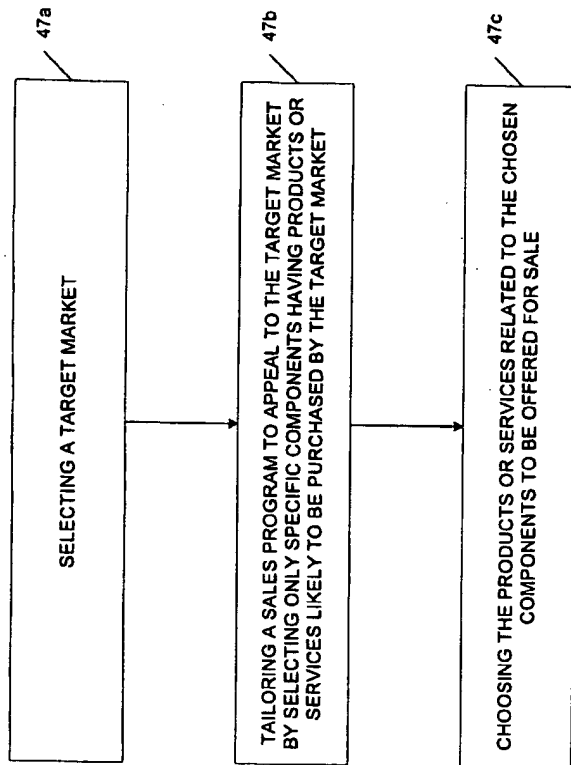 47a
SELECTING A TARGET MARKET
47b
TAILORING A SALES PROGRAM TO APPEAL TO THE TARGET MARKET
BY SELECTING ONLY SPECIFIC COMPONENTS HAVING PRODUCTS OR
SERVICES LIKELY TO BE PURCHASED BY THE TARGET MARKET
47c
CHOOSING THE PRODUCTS OR SERVICES RELATED TO THE CHOSEN
COMPONENTS TO BE OFFERED FOR SALE